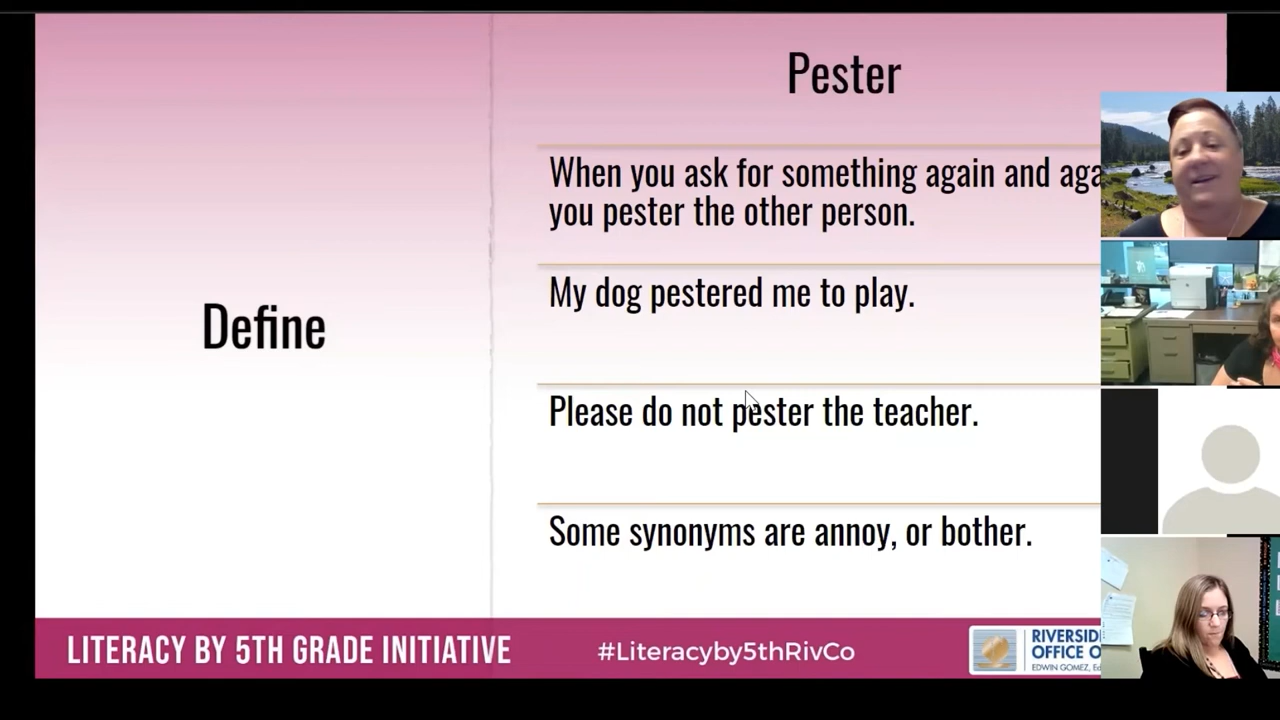 Pester
When you ask for something again and
you pester the other person.
My dog pestered me to play.
Define
Please do not pester the teacher.
Some synonyms are annoy, or bother.
LITERACY BY 5TH GRADE INITIATIVE
#Literacyby5thRivCo
OFFICE
EDWIN GOMEZ,